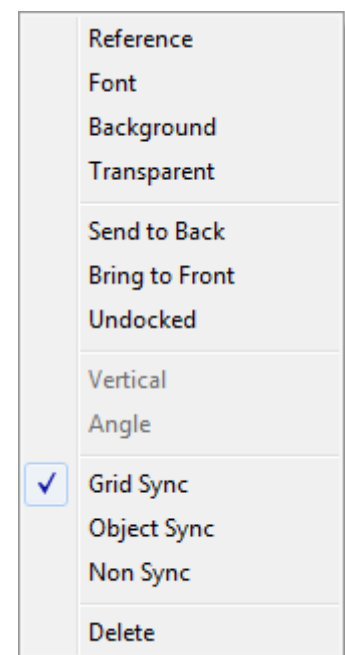 Reference
Font
Background
Transparent
Send to Back
Bring to Front
Undocked
Vertical
Angle
Grid Sync
Object Sync
Non Sync
Delete